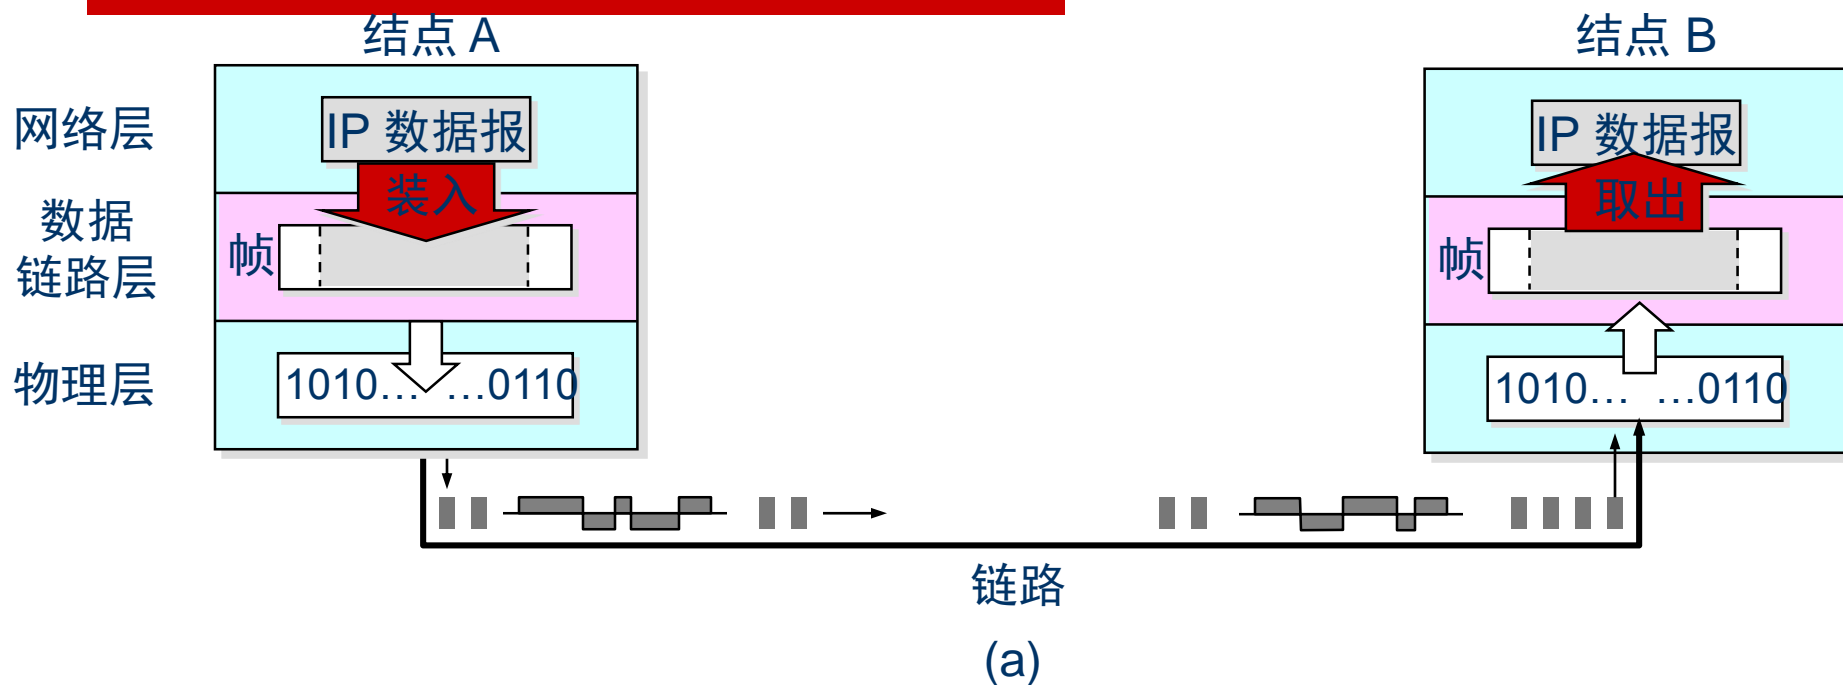 结点 A
结点 B
网络层
IP 数据报
IP 数据报
装入
取出
数据
链路层
帧
帧
物理层
1010… …0110
1010… …0110
链路
(a)